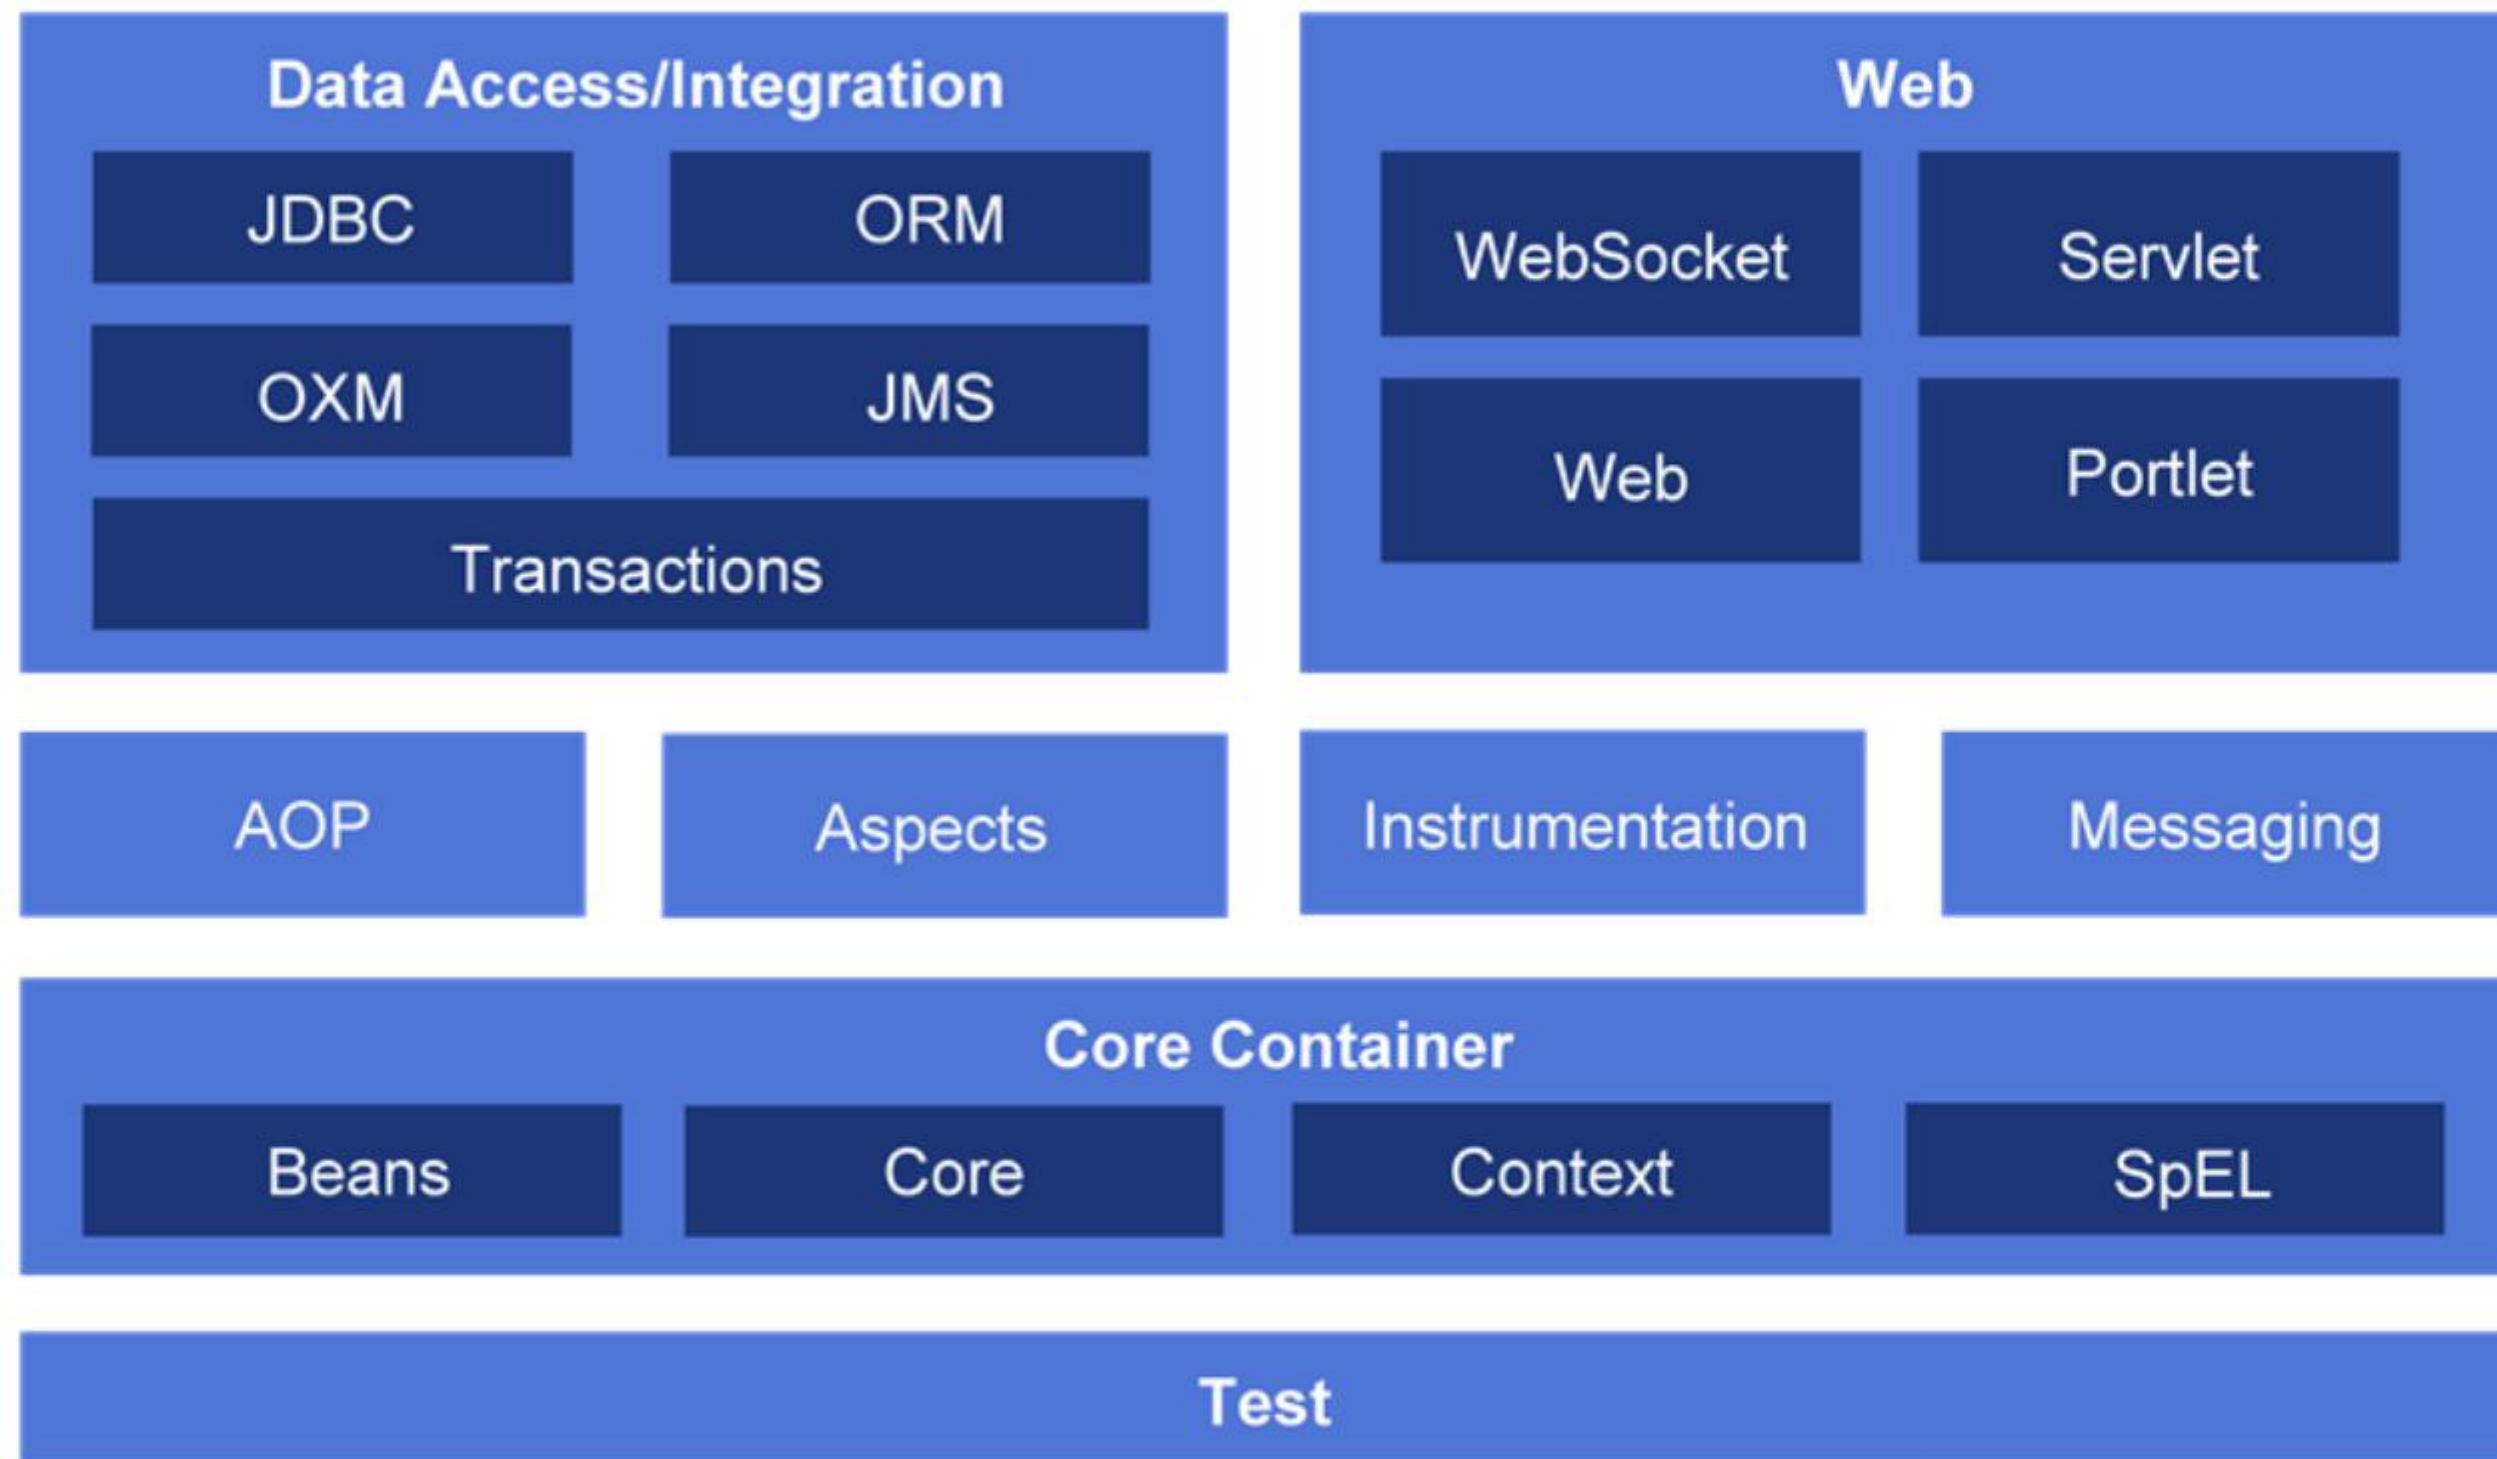 Data Access/Integration
JDBC
ORM
OXM
JMS
Transactions
Web
WebSocket
Servlet
Web
Portlet
AOP
Aspects
Instrumentation
Messaging
Core Container
Beans
Core
Context
SpEL
Test